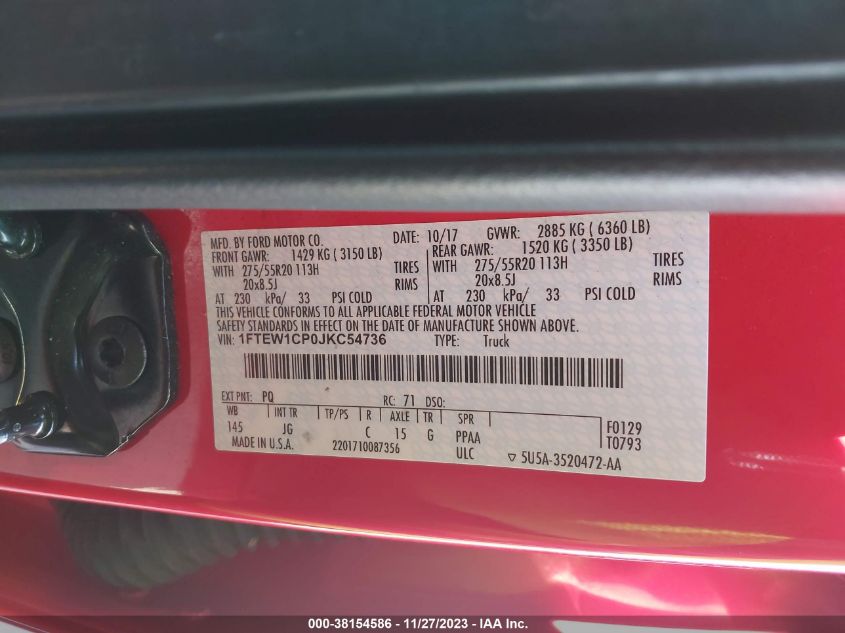 MFD. BY FORD MOTOR CO. DATE: 10/17 GVWR: 2885 KG ( 6360 LB)
FRONT GAWR: 1429 KG ( 3150 LB) REAR GAWR: 1520 KG ( 3350 LB)
WITH 275/55R20 113H TIRES WITH 275/55R20 113H TIRES
20x8.5J RIMS 20x8.5J RIMS
AT 230 kPa/ 33 PSI COLD AT 230 kPa/ 33 PSI COLD
THIS VEHICLE CONFORMS TO ALL APPLICABLE FEDERAL MOTOR VEHICLE
SAFETY STANDARDS IN EFFECT ON THE DATE OF MANUFACTURE SHOWN ABOVE.
VIN: 1FTEW1CP0JKC54736 TYPE: Truck
EXT PNT: PQ RC: 71 DSO:
WB INT TR TP/PS R AXLE TR SPR
145 JG C 15 G PPAA
F0129
T0793
MADE IN U.S.A. 2201710087356 ULC ▽ 5U5A-3520472-AA
000-38154586 - 11/27/2023 - IAA Inc.